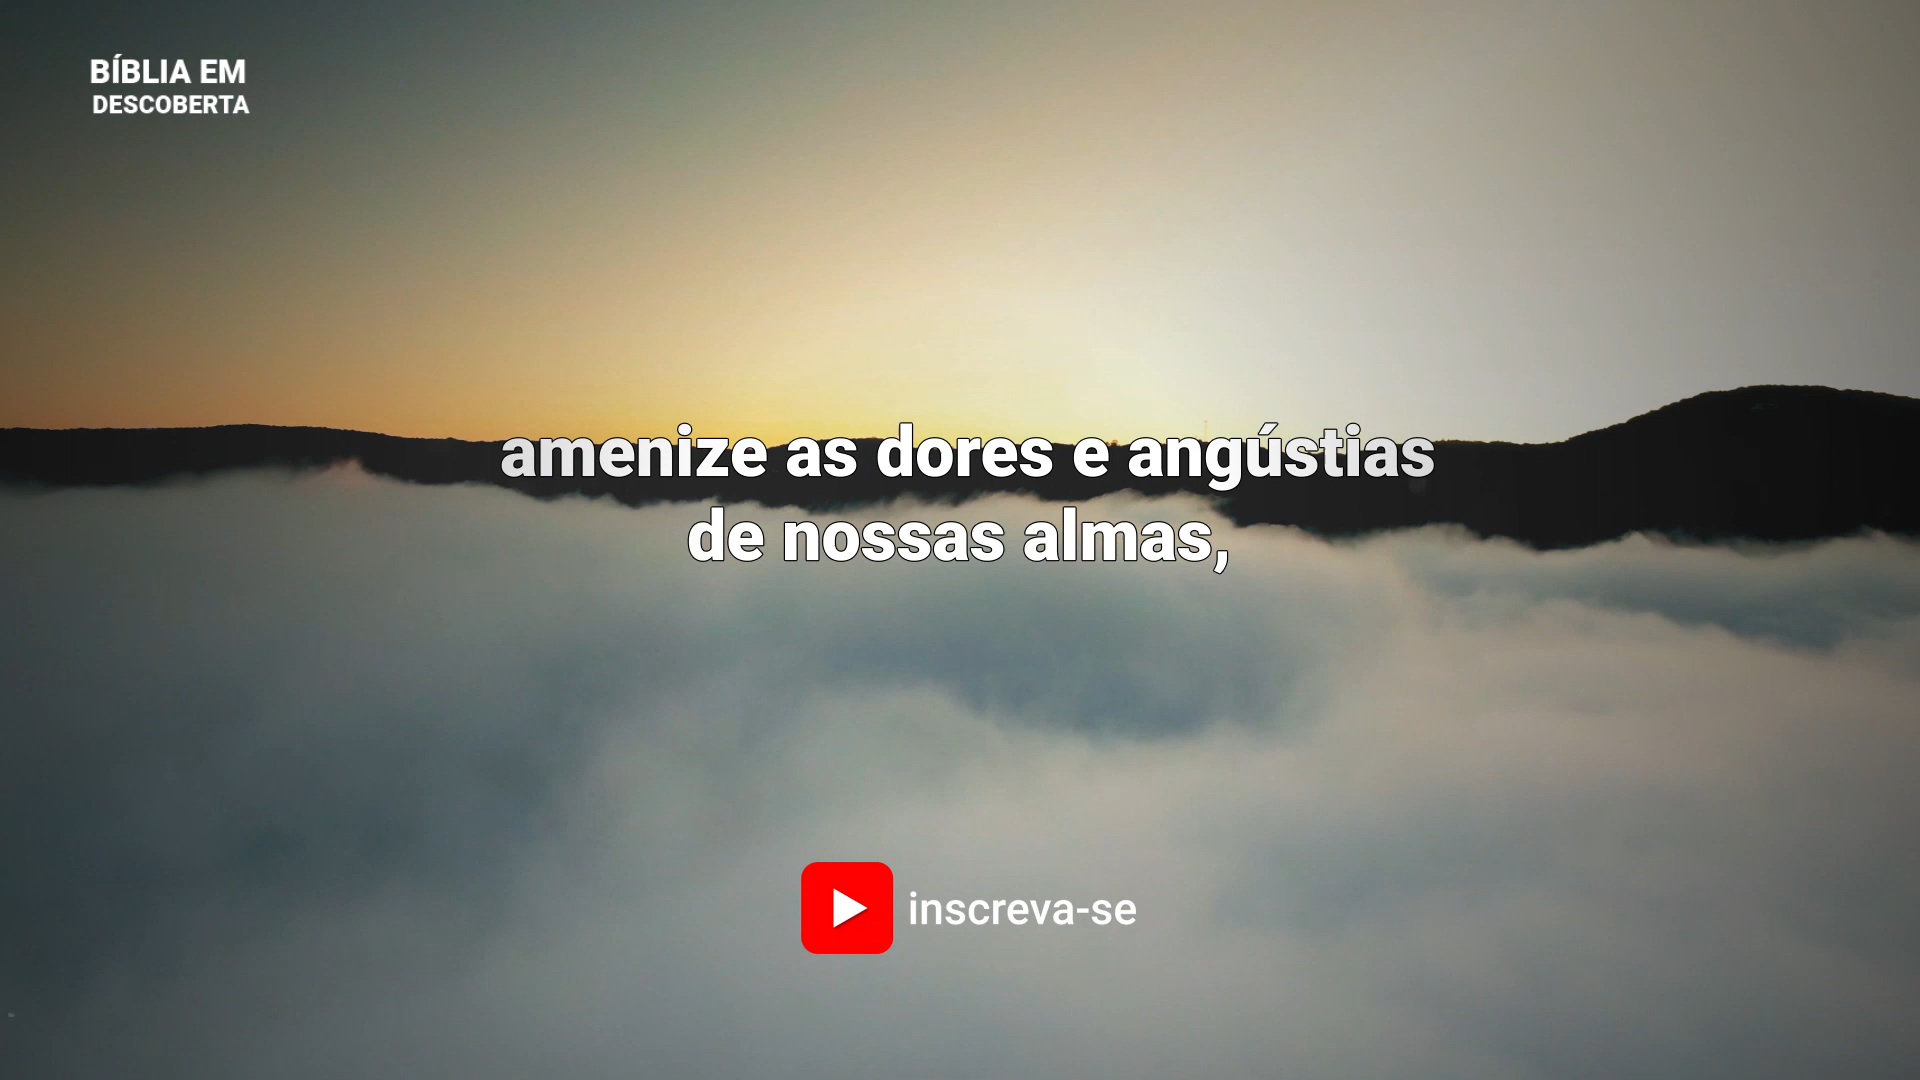 BÍBLIA EM
DESCOBERTA
amenize as dores e angústias
de nossas almas,
inscreva-se